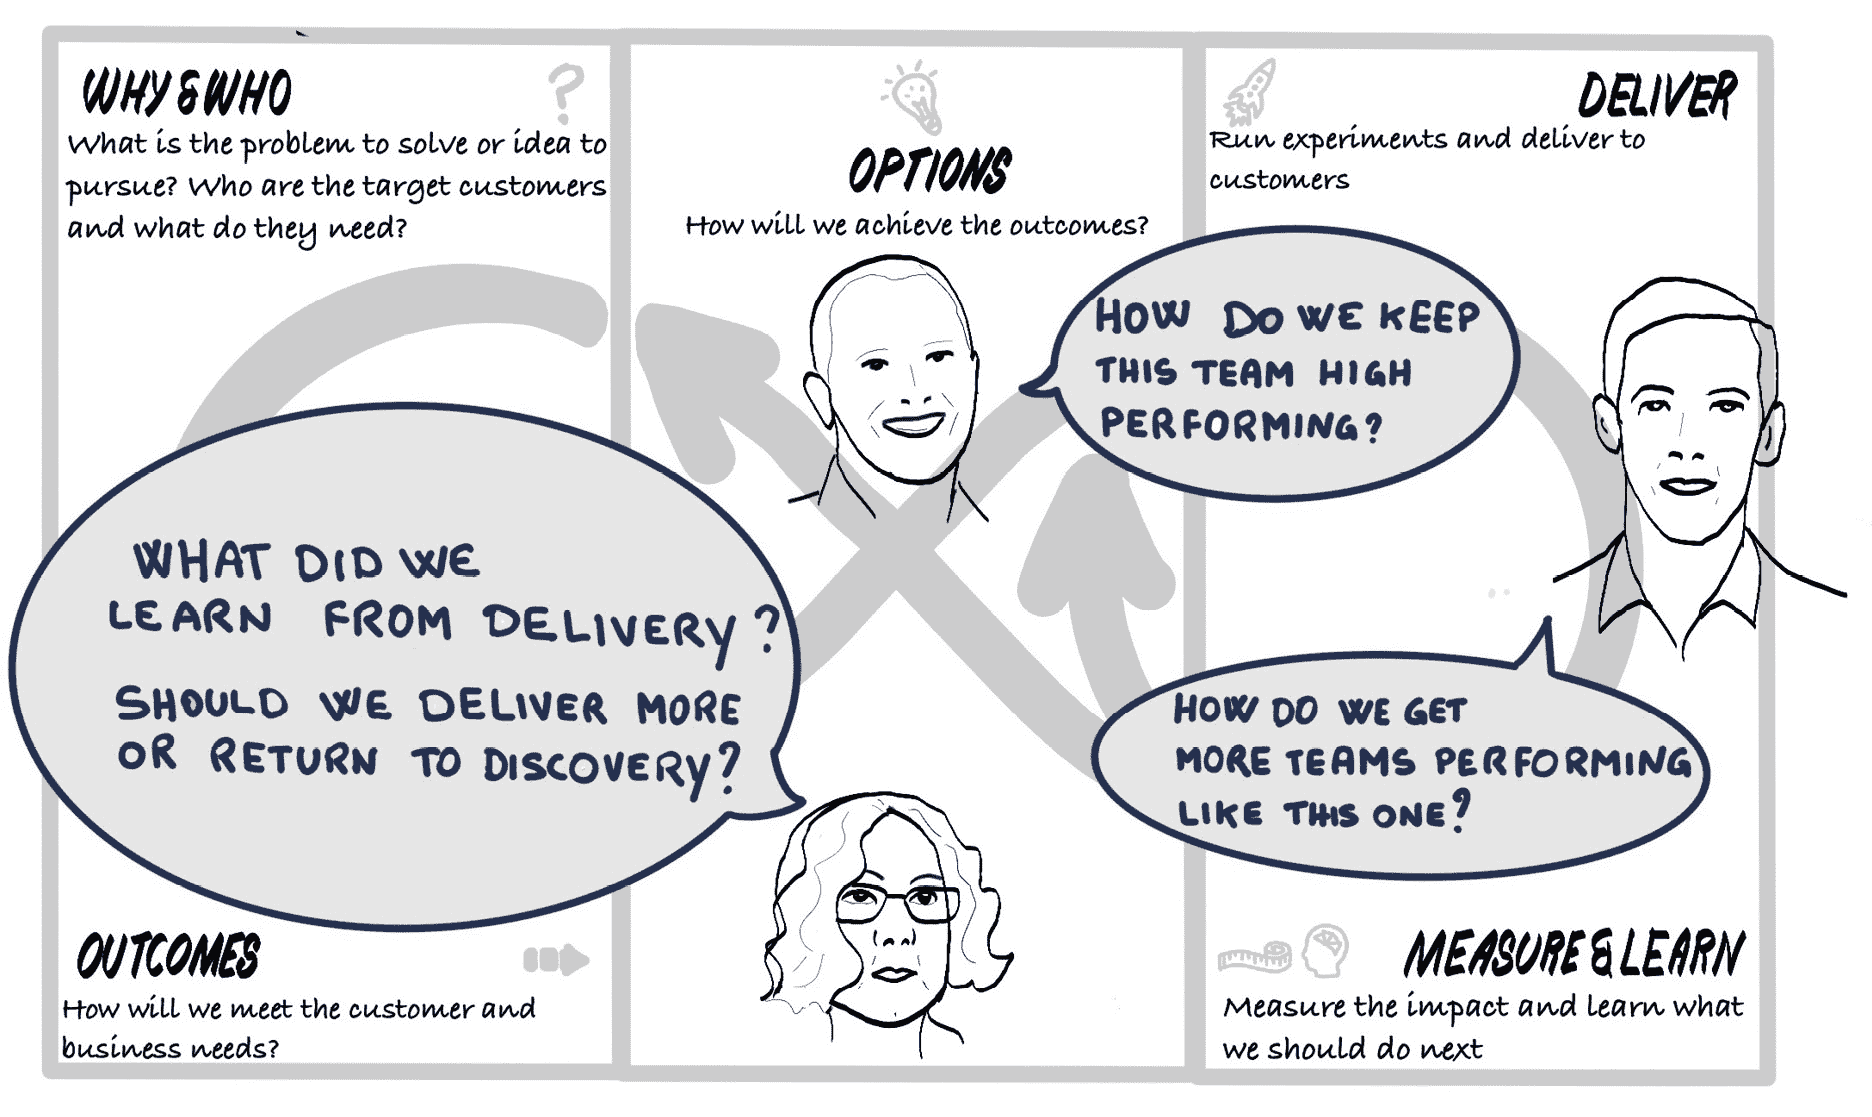 WHY & WHO
What is the problem to solve or idea to
pursue? Who are the target customers
and what do they need?
OPTIONS
How will we achieve the outcomes?
DELIVER
Run experiments and deliver to
customers
HOW DO WE KEEP
THIS TEAM HIGH
PERFORMING?
WHAT DID WE
LEARN FROM DELIVERY?
SHOULD WE DELIVER MORE
OR RETURN TO DISCOVERY?
HOW DO WE GET
MORE TEAMS PERFORMING
LIKE THIS ONE?
OUTCOMES
How will we meet the customer and
business needs?
MEASURE & LEARN
Measure the impact and learn what
we should do next